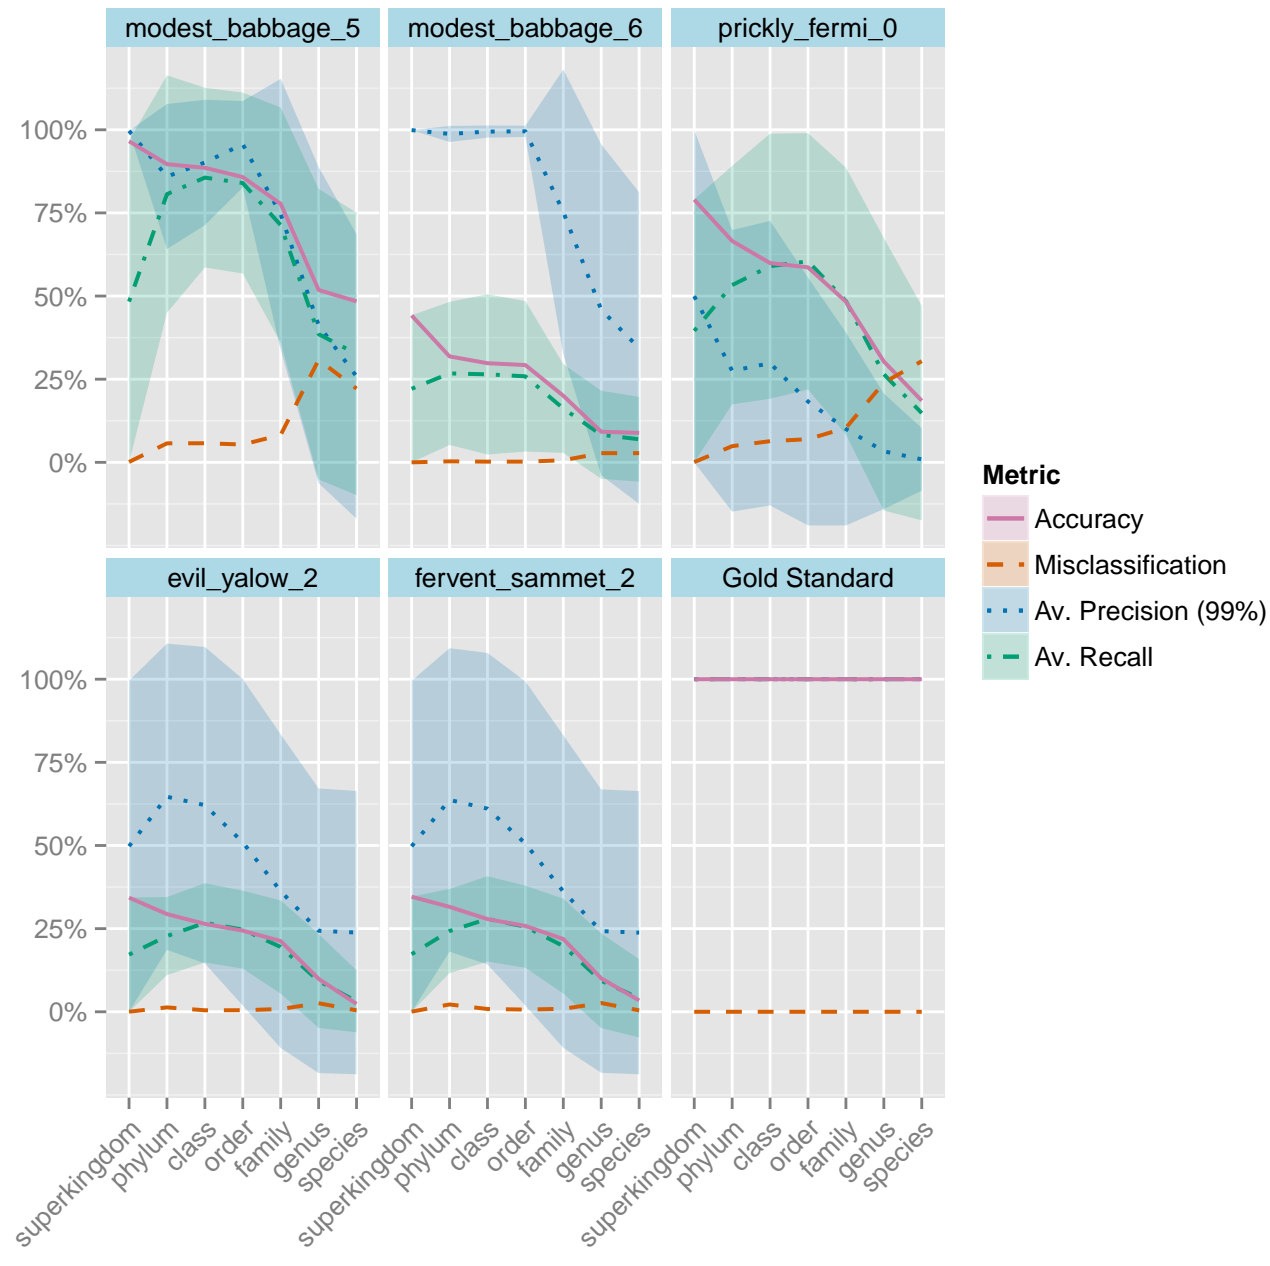 modest_babbage_5 modest_babbage_6 prickly_fermi_0
100%
75%
50%
25%
0%
evil_yalow_2 fervent_sammet_2 Gold Standard
100%
75%
50%
25%
0%
superkingdom phylum class order family genus species superkingdom phylum class order family genus species superkingdom phylum class order family genus species
Metric
Accuracy
Misclassification
Av. Precision (99%)
Av. Recall